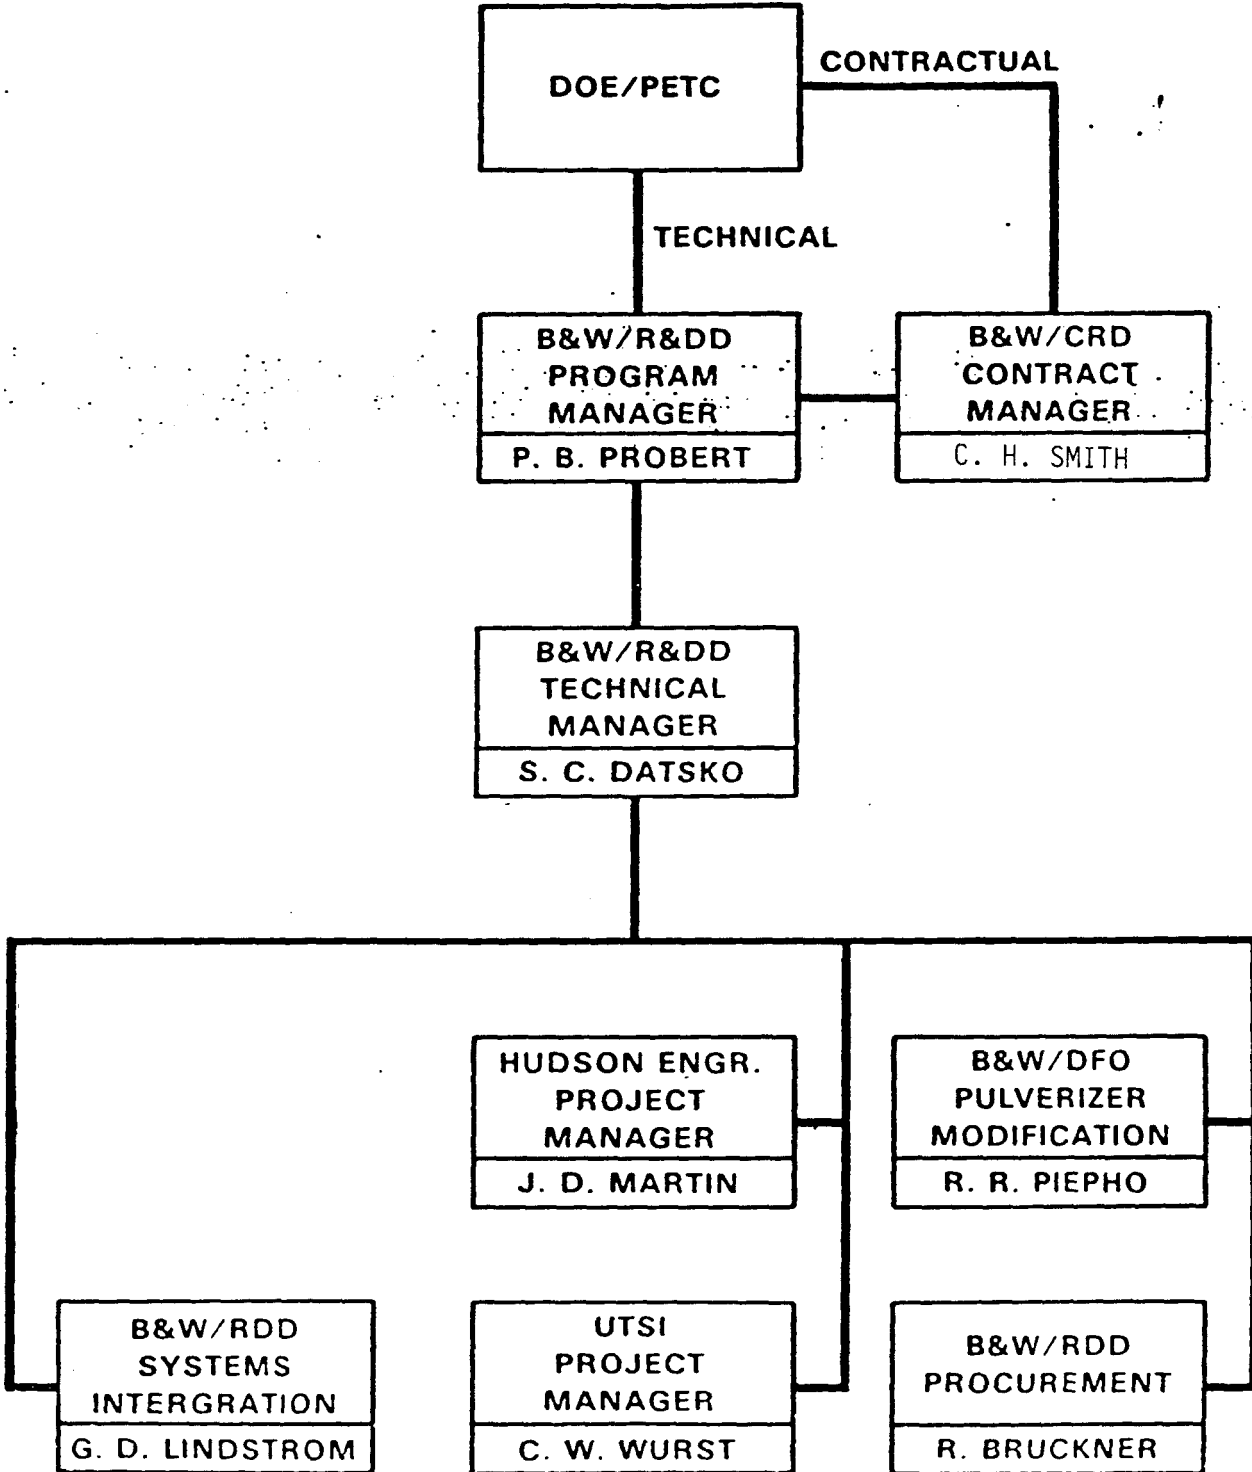 DOE/PETC
CONTRACTUAL
TECHNICAL
B&W/R&DD
PROGRAM
MANAGER
P. B. PROBERT
B&W/CRD
CONTRACT
MANAGER
C. H. SMITH
B&W/R&DD
TECHNICAL
MANAGER
S. C. DATSKO
HUDSON ENGR.
PROJECT
MANAGER
J. D. MARTIN
B&W/DFO
PULVERIZER
MODIFICATION
R. R. PIEPHO
B&W/RDD
SYSTEMS
INTERGRATION
G. D. LINDSTROM
UTSI
PROJECT
MANAGER
C. W. WURST
B&W/RDD
PROCUREMENT
R. BRUCKNER